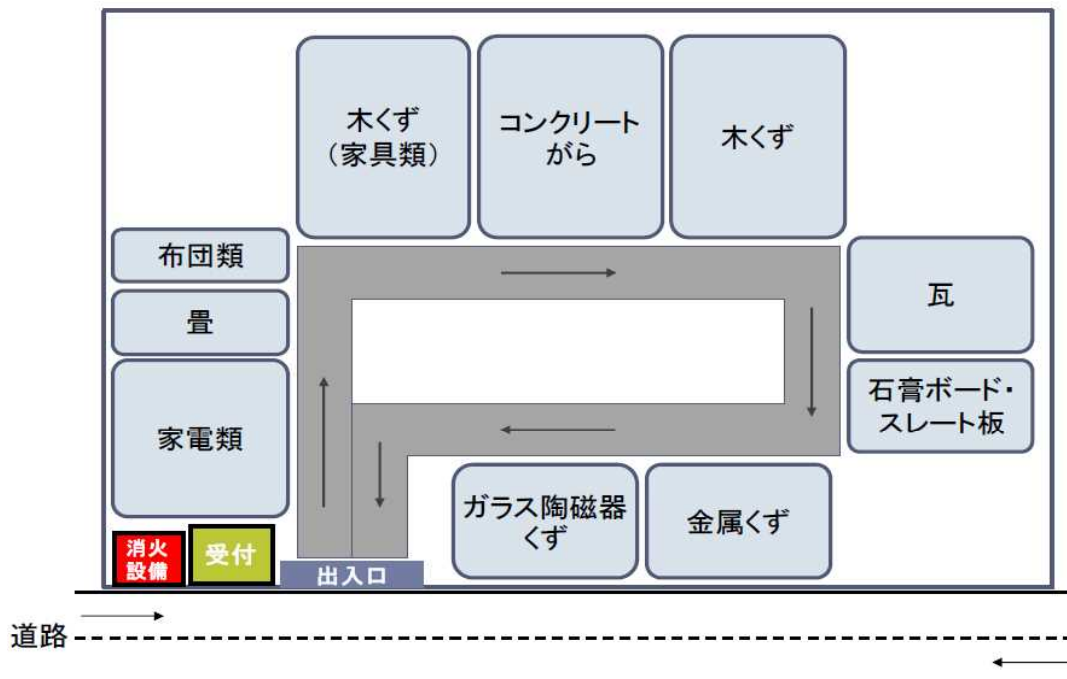 木くず
（家具類）
コンクリート
がら
木くず
布団類
畳
家電類
瓦
石膏ボード・
スレート板
ガラス陶磁器
くず
金属くず
消火
設備
受付
出入口
道路